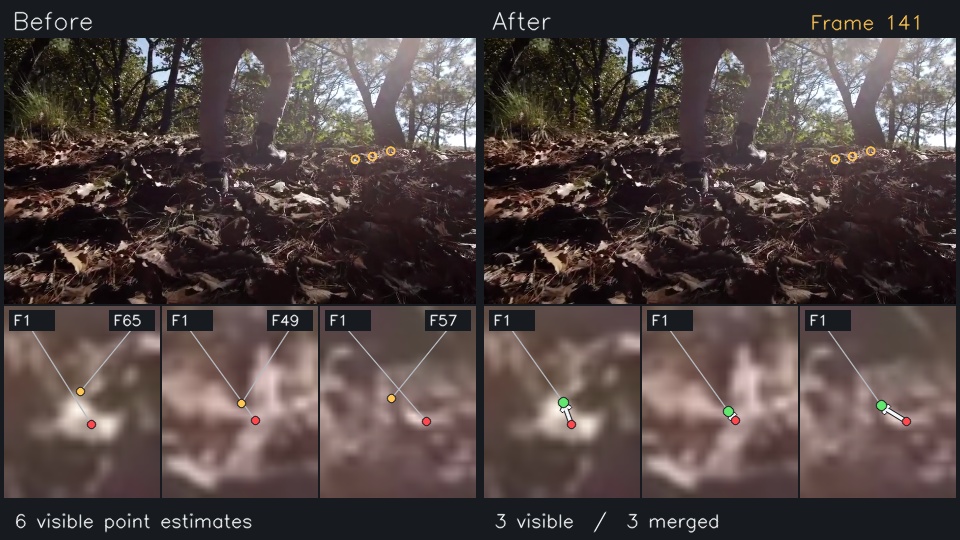 Before
After
Frame 141
F1
F65
F1
F49
F1
F57
F1
F1
F1
6 visible point estimates
3 visible / 3 merged